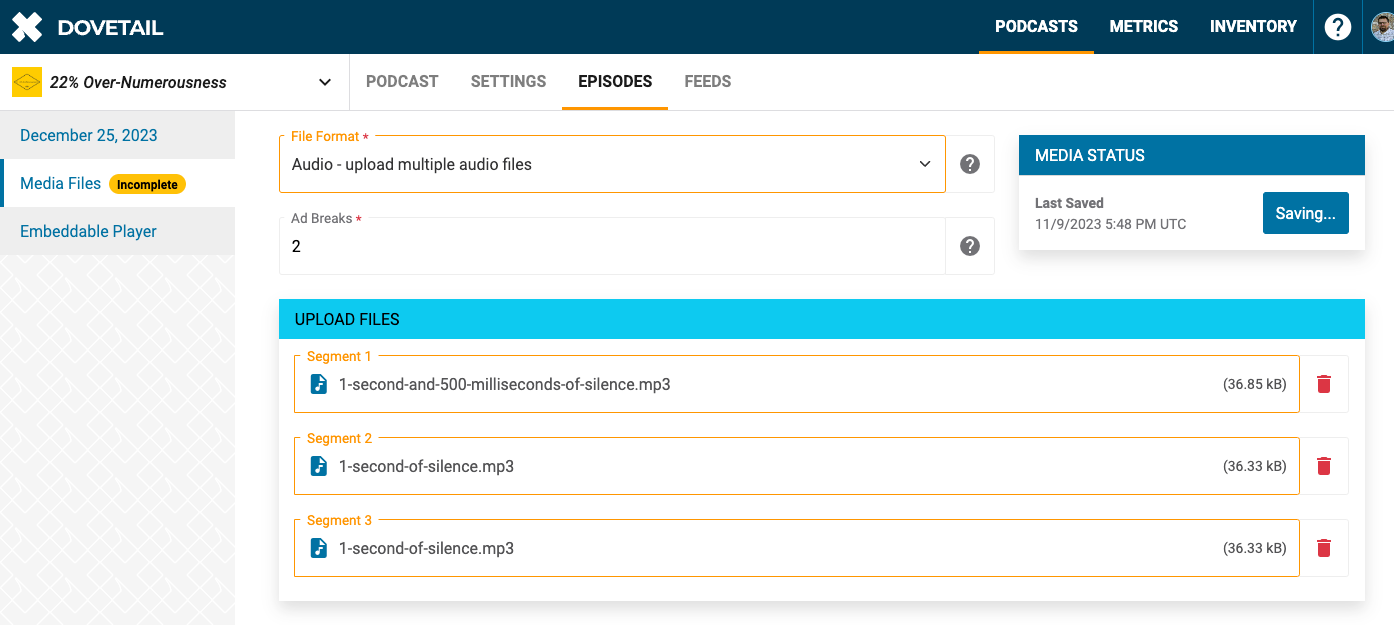 DOVETAIL
PODCASTS METRICS INVENTORY
22% Over-Numerousness
PODCAST SETTINGS EPISODES FEEDS
December 25, 2023
Media Files Incomplete
Embeddable Player
File Format *
Audio - upload multiple audio files
Ad Breaks *
2
MEDIA STATUS
Last Saved
11/9/2023 5:48 PM UTC
Saving...
UPLOAD FILES
Segment 1
1-second-and-500-milliseconds-of-silence.mp3 (36.85 kB)
Segment 2
1-second-of-silence.mp3 (36.33 kB)
Segment 3
1-second-of-silence.mp3 (36.33 kB)